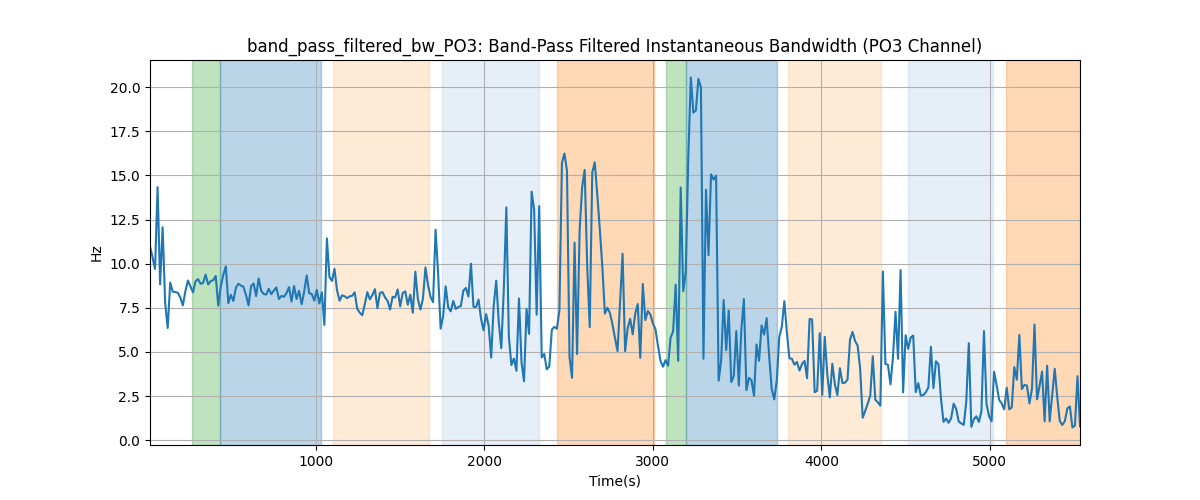 band_pass_filtered_bw_PO3: Band-Pass Filtered Instantaneous Bandwidth (PO3 Channel)
20.0
17.5
15.0
12.5
10.0
7.5
5.0
2.5
0.0
Hz
1000 2000 3000 4000 5000
Time(s)